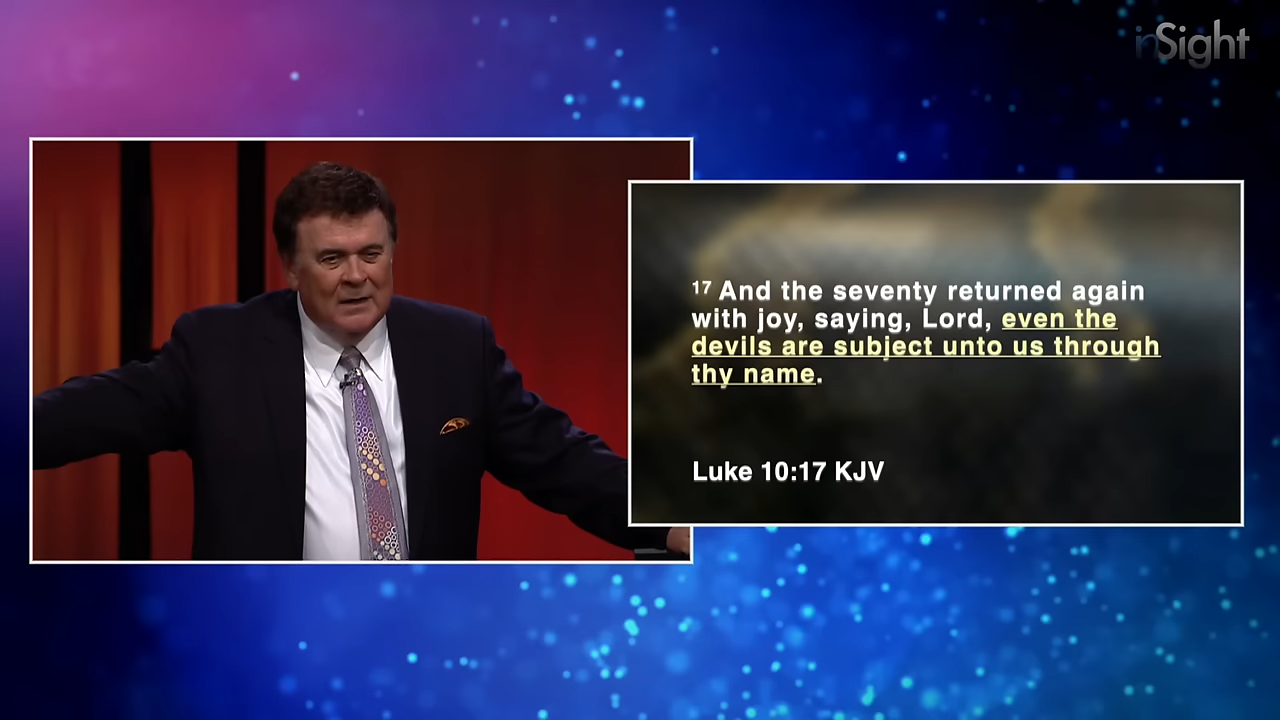 inSight
17 And the seventy returned again
with joy, saying, Lord, even the
devils are subject unto us through
thy name.
Luke 10:17 KJV